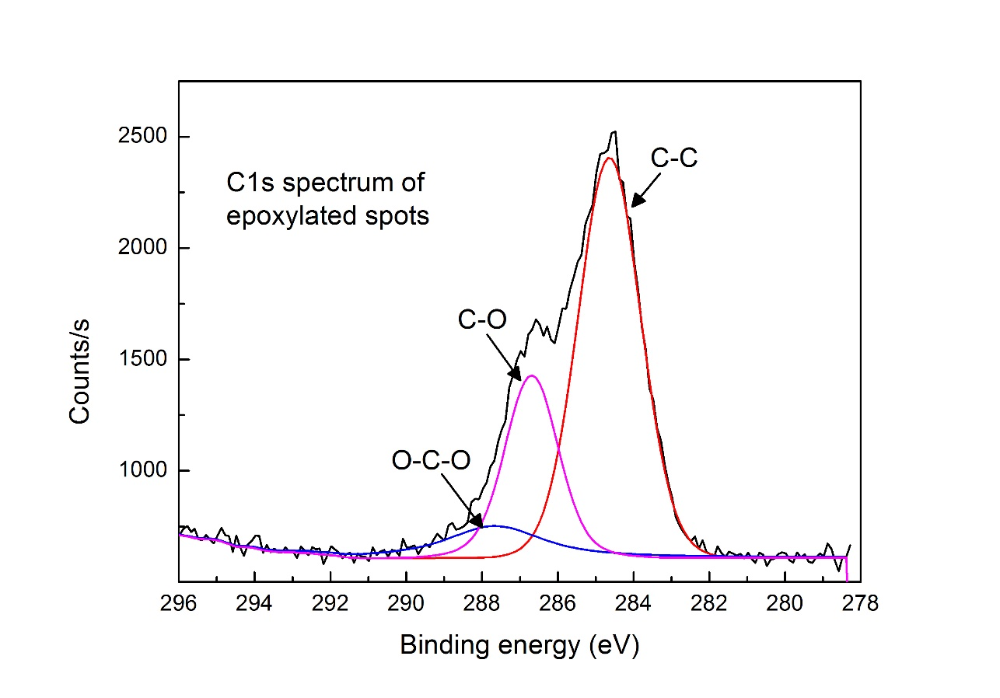 2500
2000
1500
1000
Counts/s
C1s spectrum of
epoxylated spots
C-C
C-O
O-C-O
296 294 292 290 288 286 284 282 280 278
Binding energy (eV)